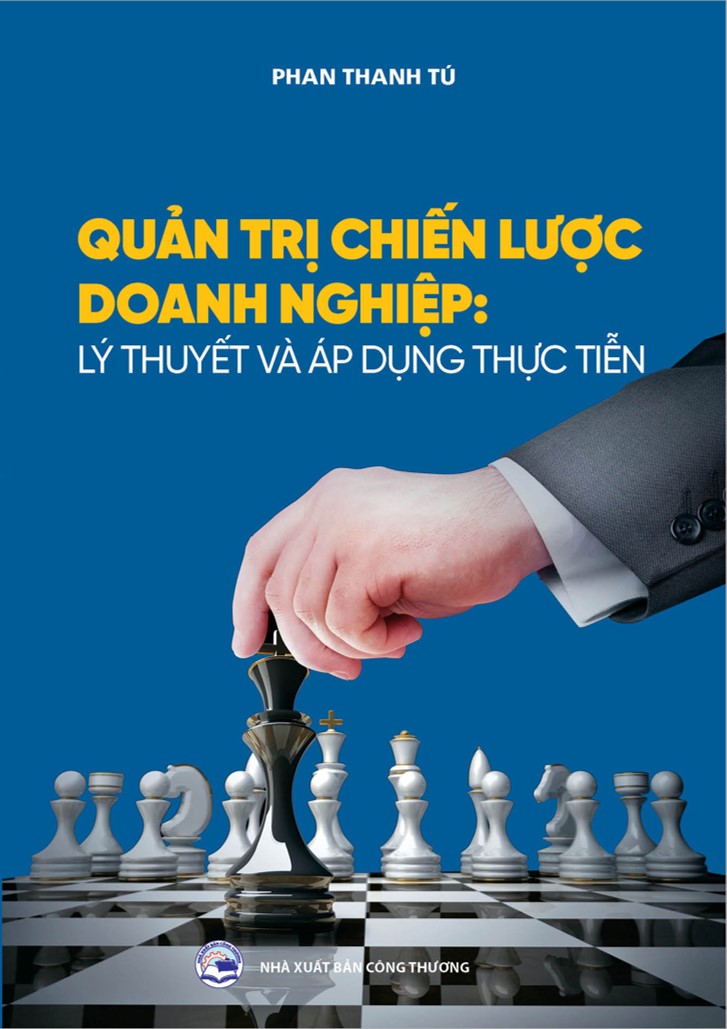 PHAN THANH TÚ
QUẢN TRỊ CHIẾN LƯỢC
DOANH NGHIỆP:
LÝ THUYẾT VÀ ÁP DỤNG THỰC TIỄN
NHÀ XUẤT BẢN CÔNG THƯƠNG